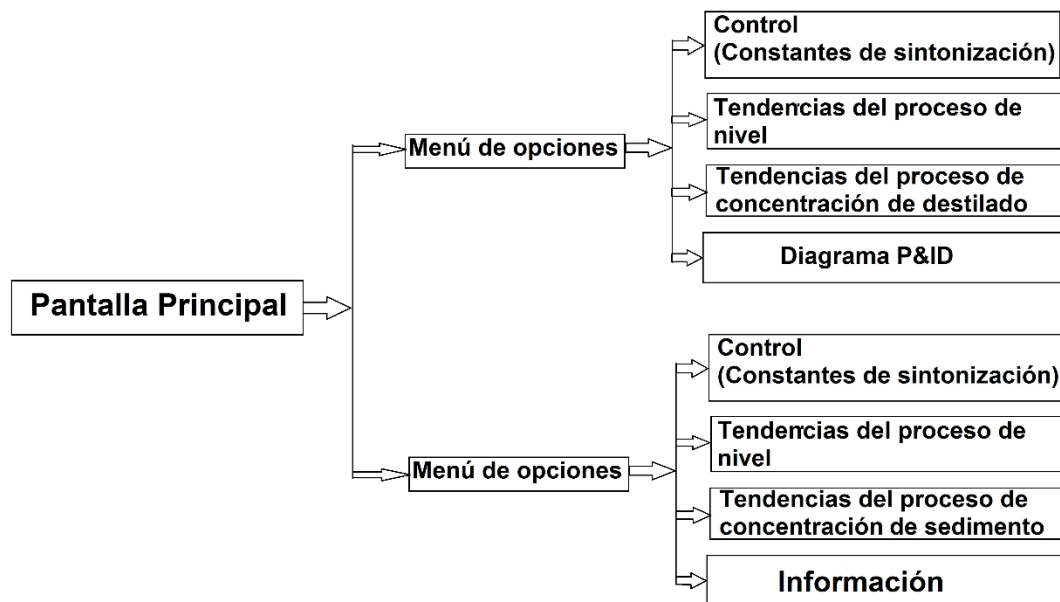 Control
(Constantes de sintonización)
Tendencias del proceso de
nivel
Menú de opciones
Tendencias del proceso de
concentración de destilado
Diagrama P&ID
Pantalla Principal
Control
(Constantes de sintonización)
Tendencias del proceso de
nivel
Menú de opciones
Tendencias del proceso de
concentración de sedimento
Información